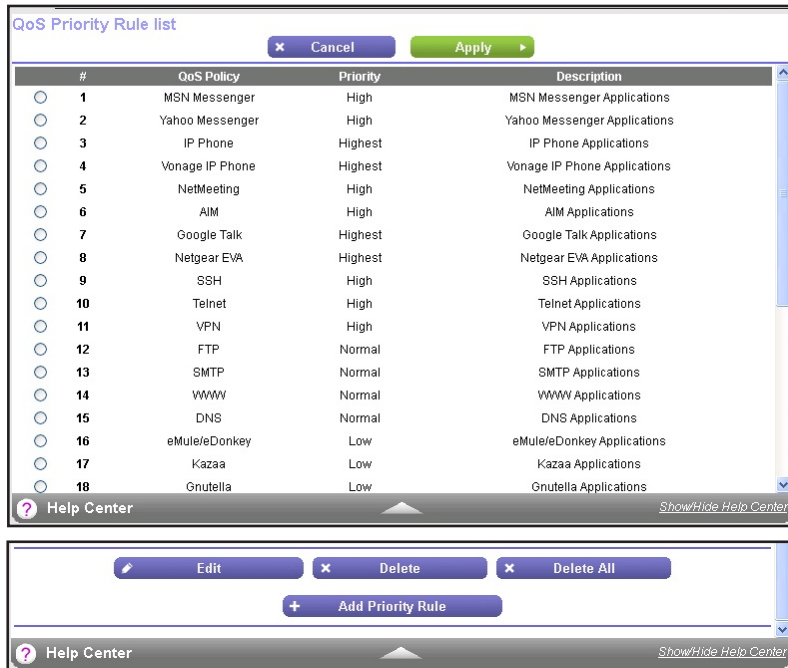 QoS Priority Rule list
Cancel Apply
# QoS Policy Priority Description
1 MSN Messenger High MSN Messenger Applications
2 Yahoo Messenger High Yahoo Messenger Applications
3 IP Phone Highest IP Phone Applications
4 Vonage IP Phone Highest Vonage IP Phone Applications
5 NetMeeting High NetMeeting Applications
6 AIM High AIM Applications
7 Google Talk Highest Google Talk Applications
8 Netgear EVA Highest Netgear EVA Applications
9 SSH High SSH Applications
10 Telnet High Telnet Applications
11 VPN High VPN Applications
12 FTP Normal FTP Applications
13 SMTP Normal SMTP Applications
14 WWW Normal WWW Applications
15 DNS Normal DNS Applications
16 eMule/eDonkey Low eMule/eDonkey Applications
17 Kazaa Low Kazaa Applications
18 Gnutella Low Gnutella Applications
? Help Center Show/Hide Help Center
Edit Delete Delete All
+ Add Priority Rule
? Help Center Show/Hide Help Center